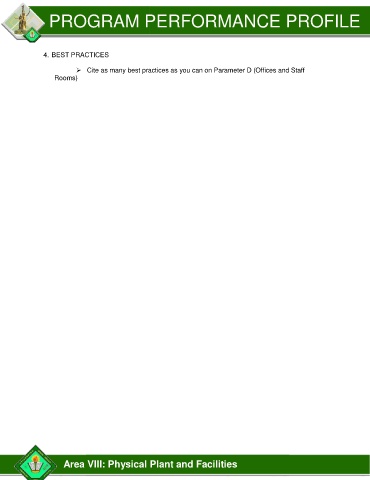 PROGRAM PERFORMANCE PROFILE
4. BEST PRACTICES
➢ Cite as many best practices as you can on Parameter D (Offices and Staff
Rooms)
Area VIII: Physical Plant and Facilities